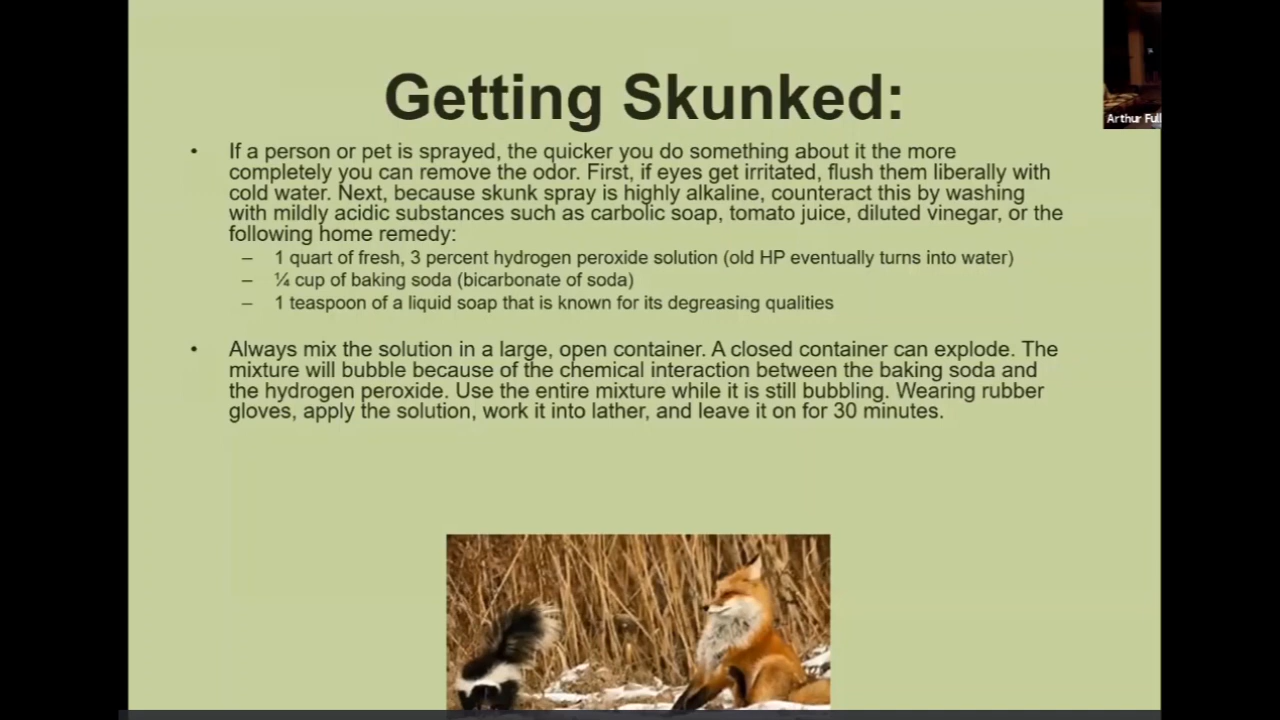 Getting Skunked:
Arthur Full
• If a person or pet is sprayed, the quicker you do something about it the more
completely you can remove the odor. First, if eyes get irritated, flush them liberally with
cold water. Next, because skunk spray is highly alkaline, counteract this by washing
with mildly acidic substances such as carbolic soap, tomato juice, diluted vinegar, or the
following home remedy:
– 1 quart of fresh, 3 percent hydrogen peroxide solution (old HP eventually turns into water)
– ¼ cup of baking soda (bicarbonate of soda)
– 1 teaspoon of a liquid soap that is known for its degreasing qualities
• Always mix the solution in a large, open container. A closed container can explode. The
mixture will bubble because of the chemical interaction between the baking soda and
the hydrogen peroxide. Use the entire mixture while it is still bubbling. Wearing rubber
gloves, apply the solution, work it into lather, and leave it on for 30 minutes.